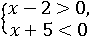 x − 2 > 0,
x + 5 < 0